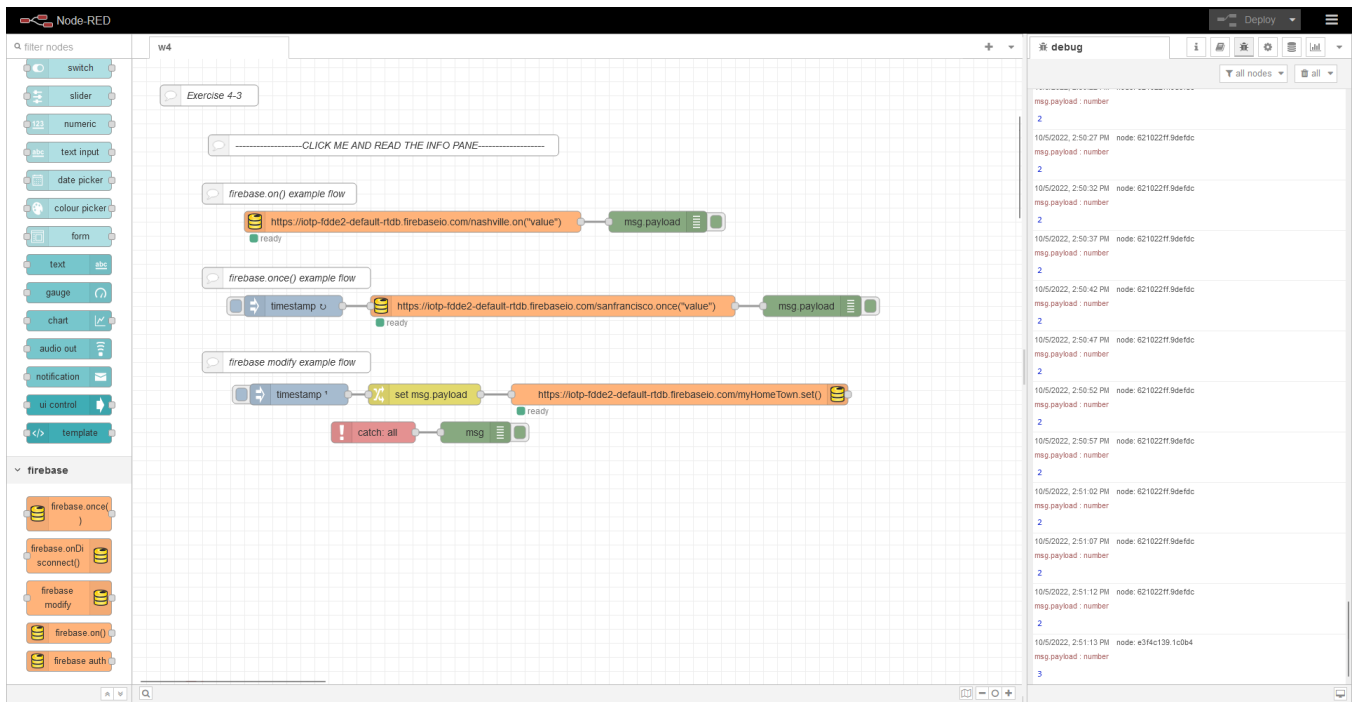 Node-RED
Deploy
filter nodes
switch
slider
123 numeric
abc text input
date picker
colour picker
form
text abc
gauge
chart
audio out
notification
ui control
</> template
firebase
firebase.once(
)
firebase.onDi
sconnect()
firebase
modify
firebase.on()
firebase auth
w4
Exercise 4-3
-------------------CLICK ME AND READ THE INFO PANE-------------------
firebase.on() example flow
https://iotp-fdde2-default-rtdb.firebaseio.com/nashville.on("value")
msg.payload
ready
firebase.once() example flow
timestamp ↻
https://iotp-fdde2-default-rtdb.firebaseio.com/sanfrancisco.once("value")
msg.payload
ready
firebase modify example flow
timestamp ¹
set msg.payload
https://iotp-fdde2-default-rtdb.firebaseio.com/myHomeTown.set()
ready
catch: all
msg
debug
i
all nodes
all
msg.payload : number
2
10/5/2022, 2:50:27 PM node: 621022ff.9defdc
msg.payload : number
2
10/5/2022, 2:50:32 PM node: 621022ff.9defdc
msg.payload : number
2
10/5/2022, 2:50:37 PM node: 621022ff.9defdc
msg.payload : number
2
10/5/2022, 2:50:42 PM node: 621022ff.9defdc
msg.payload : number
2
10/5/2022, 2:50:47 PM node: 621022ff.9defdc
msg.payload : number
2
10/5/2022, 2:50:52 PM node: 621022ff.9defdc
msg.payload : number
2
10/5/2022, 2:50:57 PM node: 621022ff.9defdc
msg.payload : number
2
10/5/2022, 2:51:02 PM node: 621022ff.9defdc
msg.payload : number
2
10/5/2022, 2:51:07 PM node: 621022ff.9defdc
msg.payload : number
2
10/5/2022, 2:51:12 PM node: 621022ff.9defdc
msg.payload : number
2
10/5/2022, 2:51:13 PM node: e3f4c139.1c0b4
msg.payload : number
3